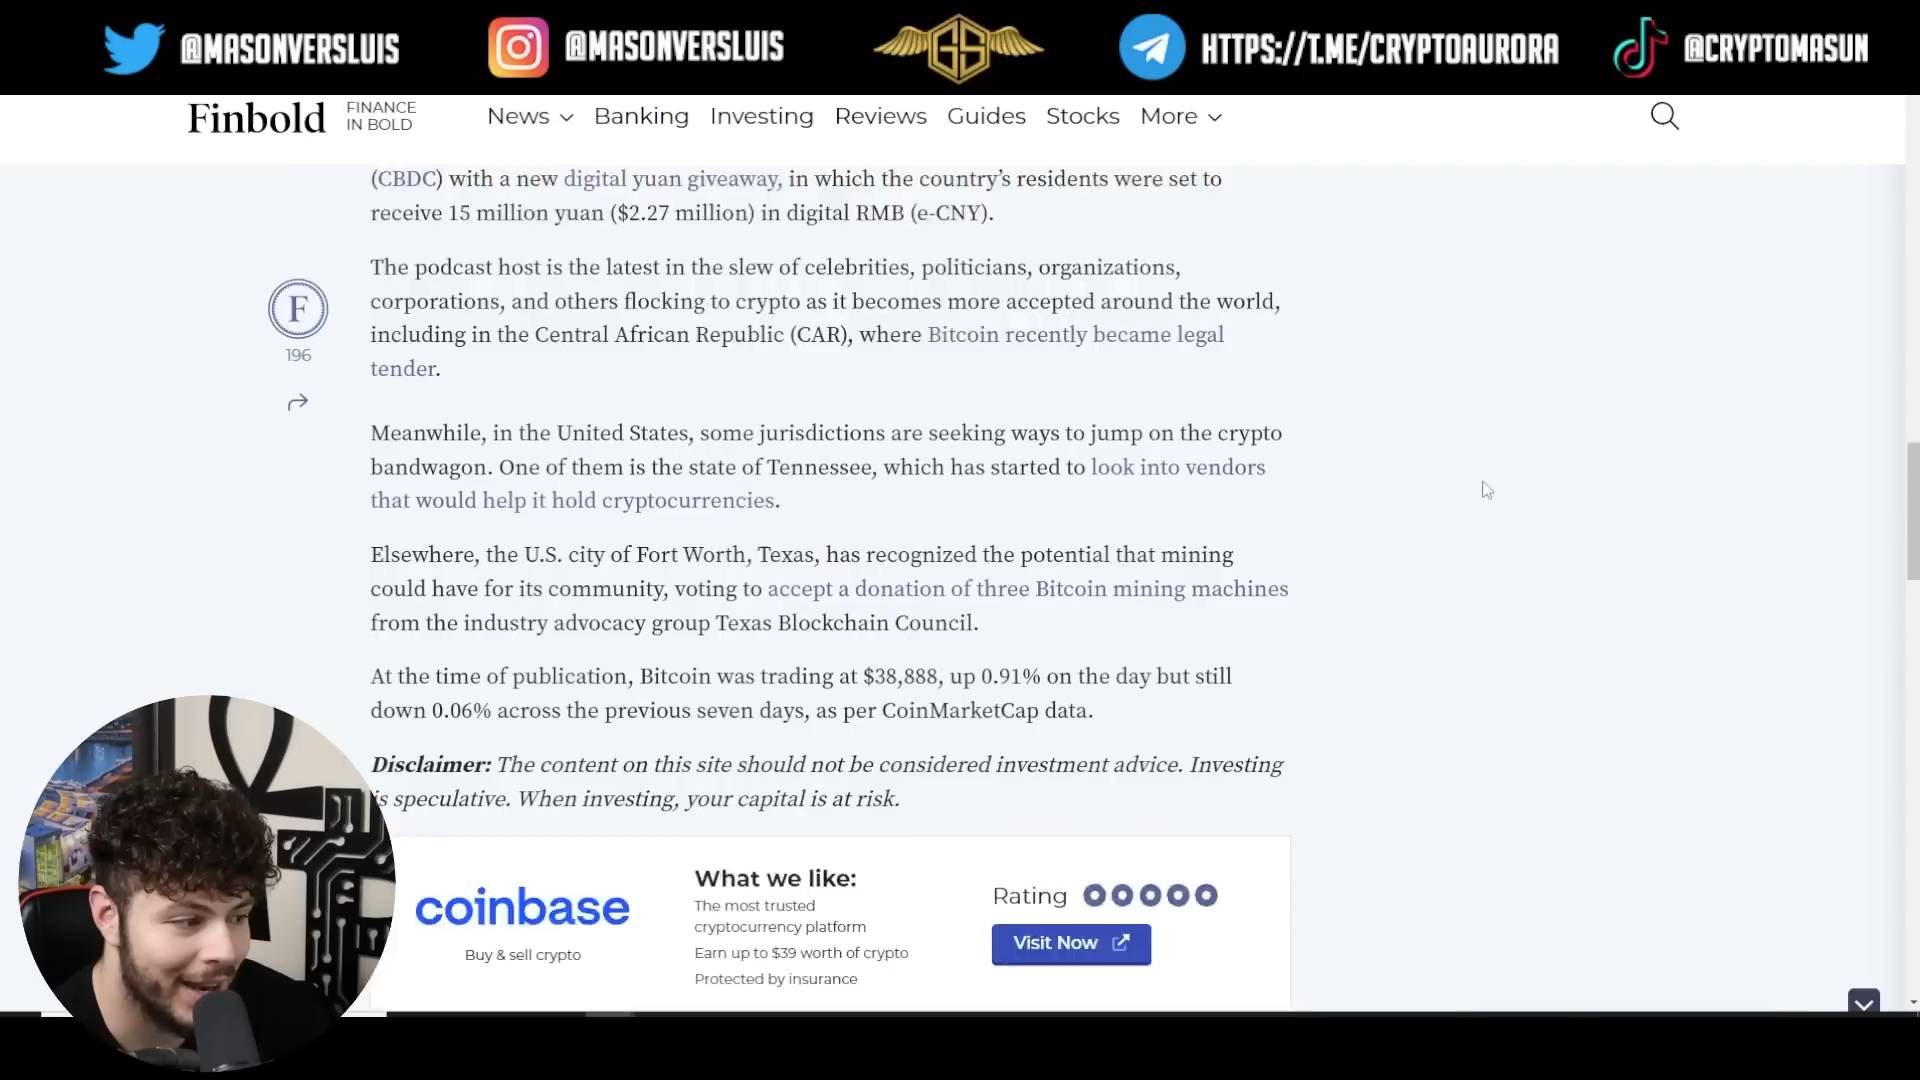 @MASONVERSLUIS
@MASONVERSLUIS
GS
HTTPS://T.ME/CRYPTOAURORA
@CRYPTOMASUN
Finbold
FINANCE
IN BOLD
News
Banking
Investing
Reviews
Guides
Stocks
More
(CBDC) with a new digital yuan giveaway, in which the country’s residents were set to
receive 15 million yuan ($2.27 million) in digital RMB (e-CNY).
The podcast host is the latest in the slew of celebrities, politicians, organizations,
corporations, and others flocking to crypto as it becomes more accepted around the world,
including in the Central African Republic (CAR), where Bitcoin recently became legal
tender.
F
196
Meanwhile, in the United States, some jurisdictions are seeking ways to jump on the crypto
bandwagon. One of them is the state of Tennessee, which has started to look into vendors
that would help it hold cryptocurrencies.
Elsewhere, the U.S. city of Fort Worth, Texas, has recognized the potential that mining
could have for its community, voting to accept a donation of three Bitcoin mining machines
from the industry advocacy group Texas Blockchain Council.
At the time of publication, Bitcoin was trading at $38,888, up 0.91% on the day but still
down 0.06% across the previous seven days, as per CoinMarketCap data.
Disclaimer: The content on this site should not be considered investment advice. Investing
is speculative. When investing, your capital is at risk.
coinbase
Buy & sell crypto
What we like:
The most trusted
cryptocurrency platform
Earn up to $39 worth of crypto
Protected by insurance
Rating
Visit Now